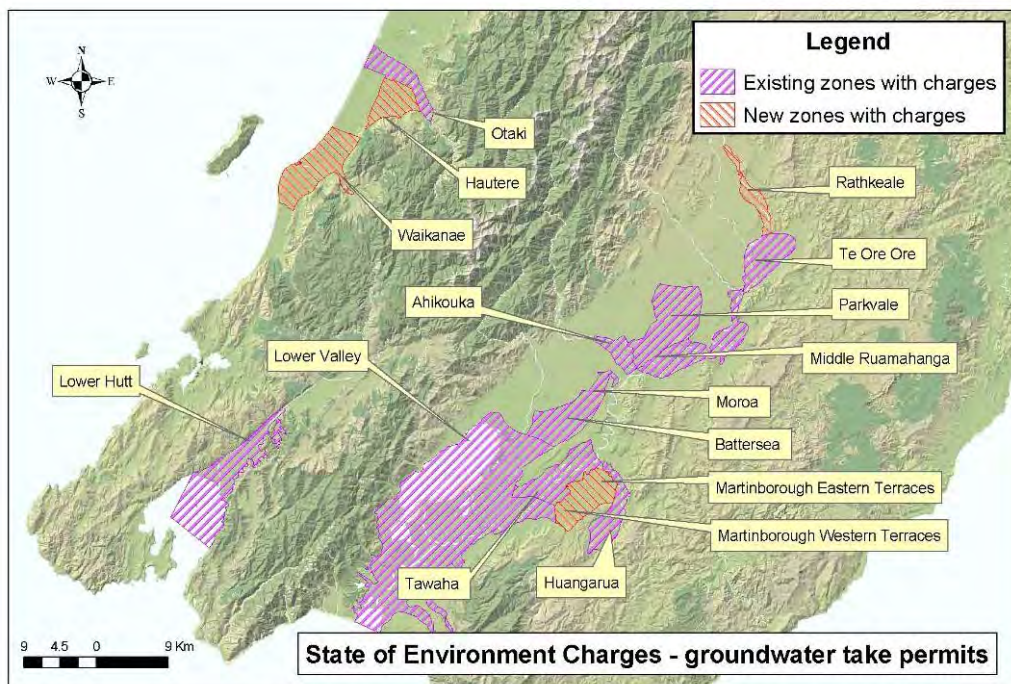 Legend
Existing zones with charges
New zones with charges
N
W E
S
Otaki
Hautere
Rathkeale
Waikanae
Te Ore Ore
Ahikouka
Parkvale
Lower Valley
Middle Ruamahanga
Lower Hutt
Moroa
Battersea
Martinborough Eastern Terraces
Martinborough Western Terraces
Tawaha
Huangarua
9 4.5 0 9 Km
State of Environment Charges - groundwater take permits